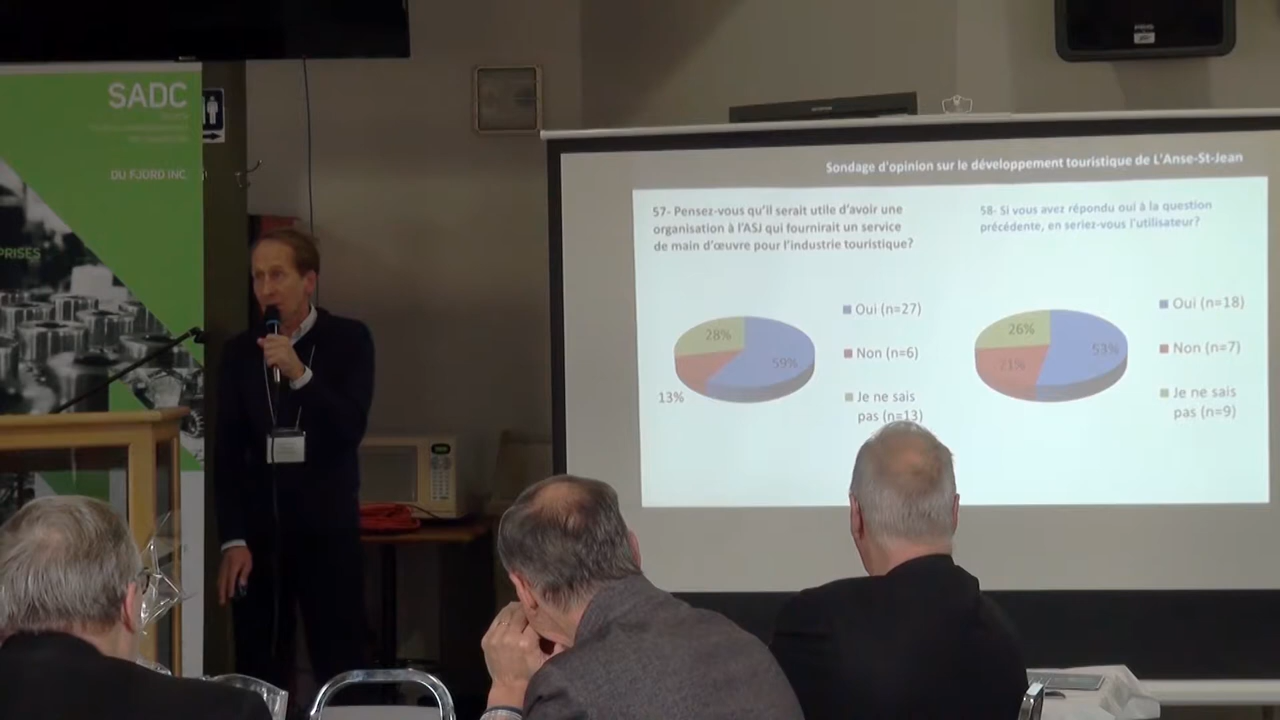 SADC
DU FJORD INC.
PRISES
Sondage d'opinion sur le développement touristique de L'Anse-St-Jean
57- Pensez-vous qu'il serait utile d'avoir une
organisation à l'ASJ qui fournirait un service
de main d'œuvre pour l'industrie touristique?
28%
59%
13%
Oui (n=27)
Non (n=6)
Je ne sais
pas (n=13)
58- Si vous avez répondu oui à la question
précédente, en seriez-vous l'utilisateur?
26%
53%
21%
Oui (n=18)
Non (n=7)
Je ne sais
pas (n=9)